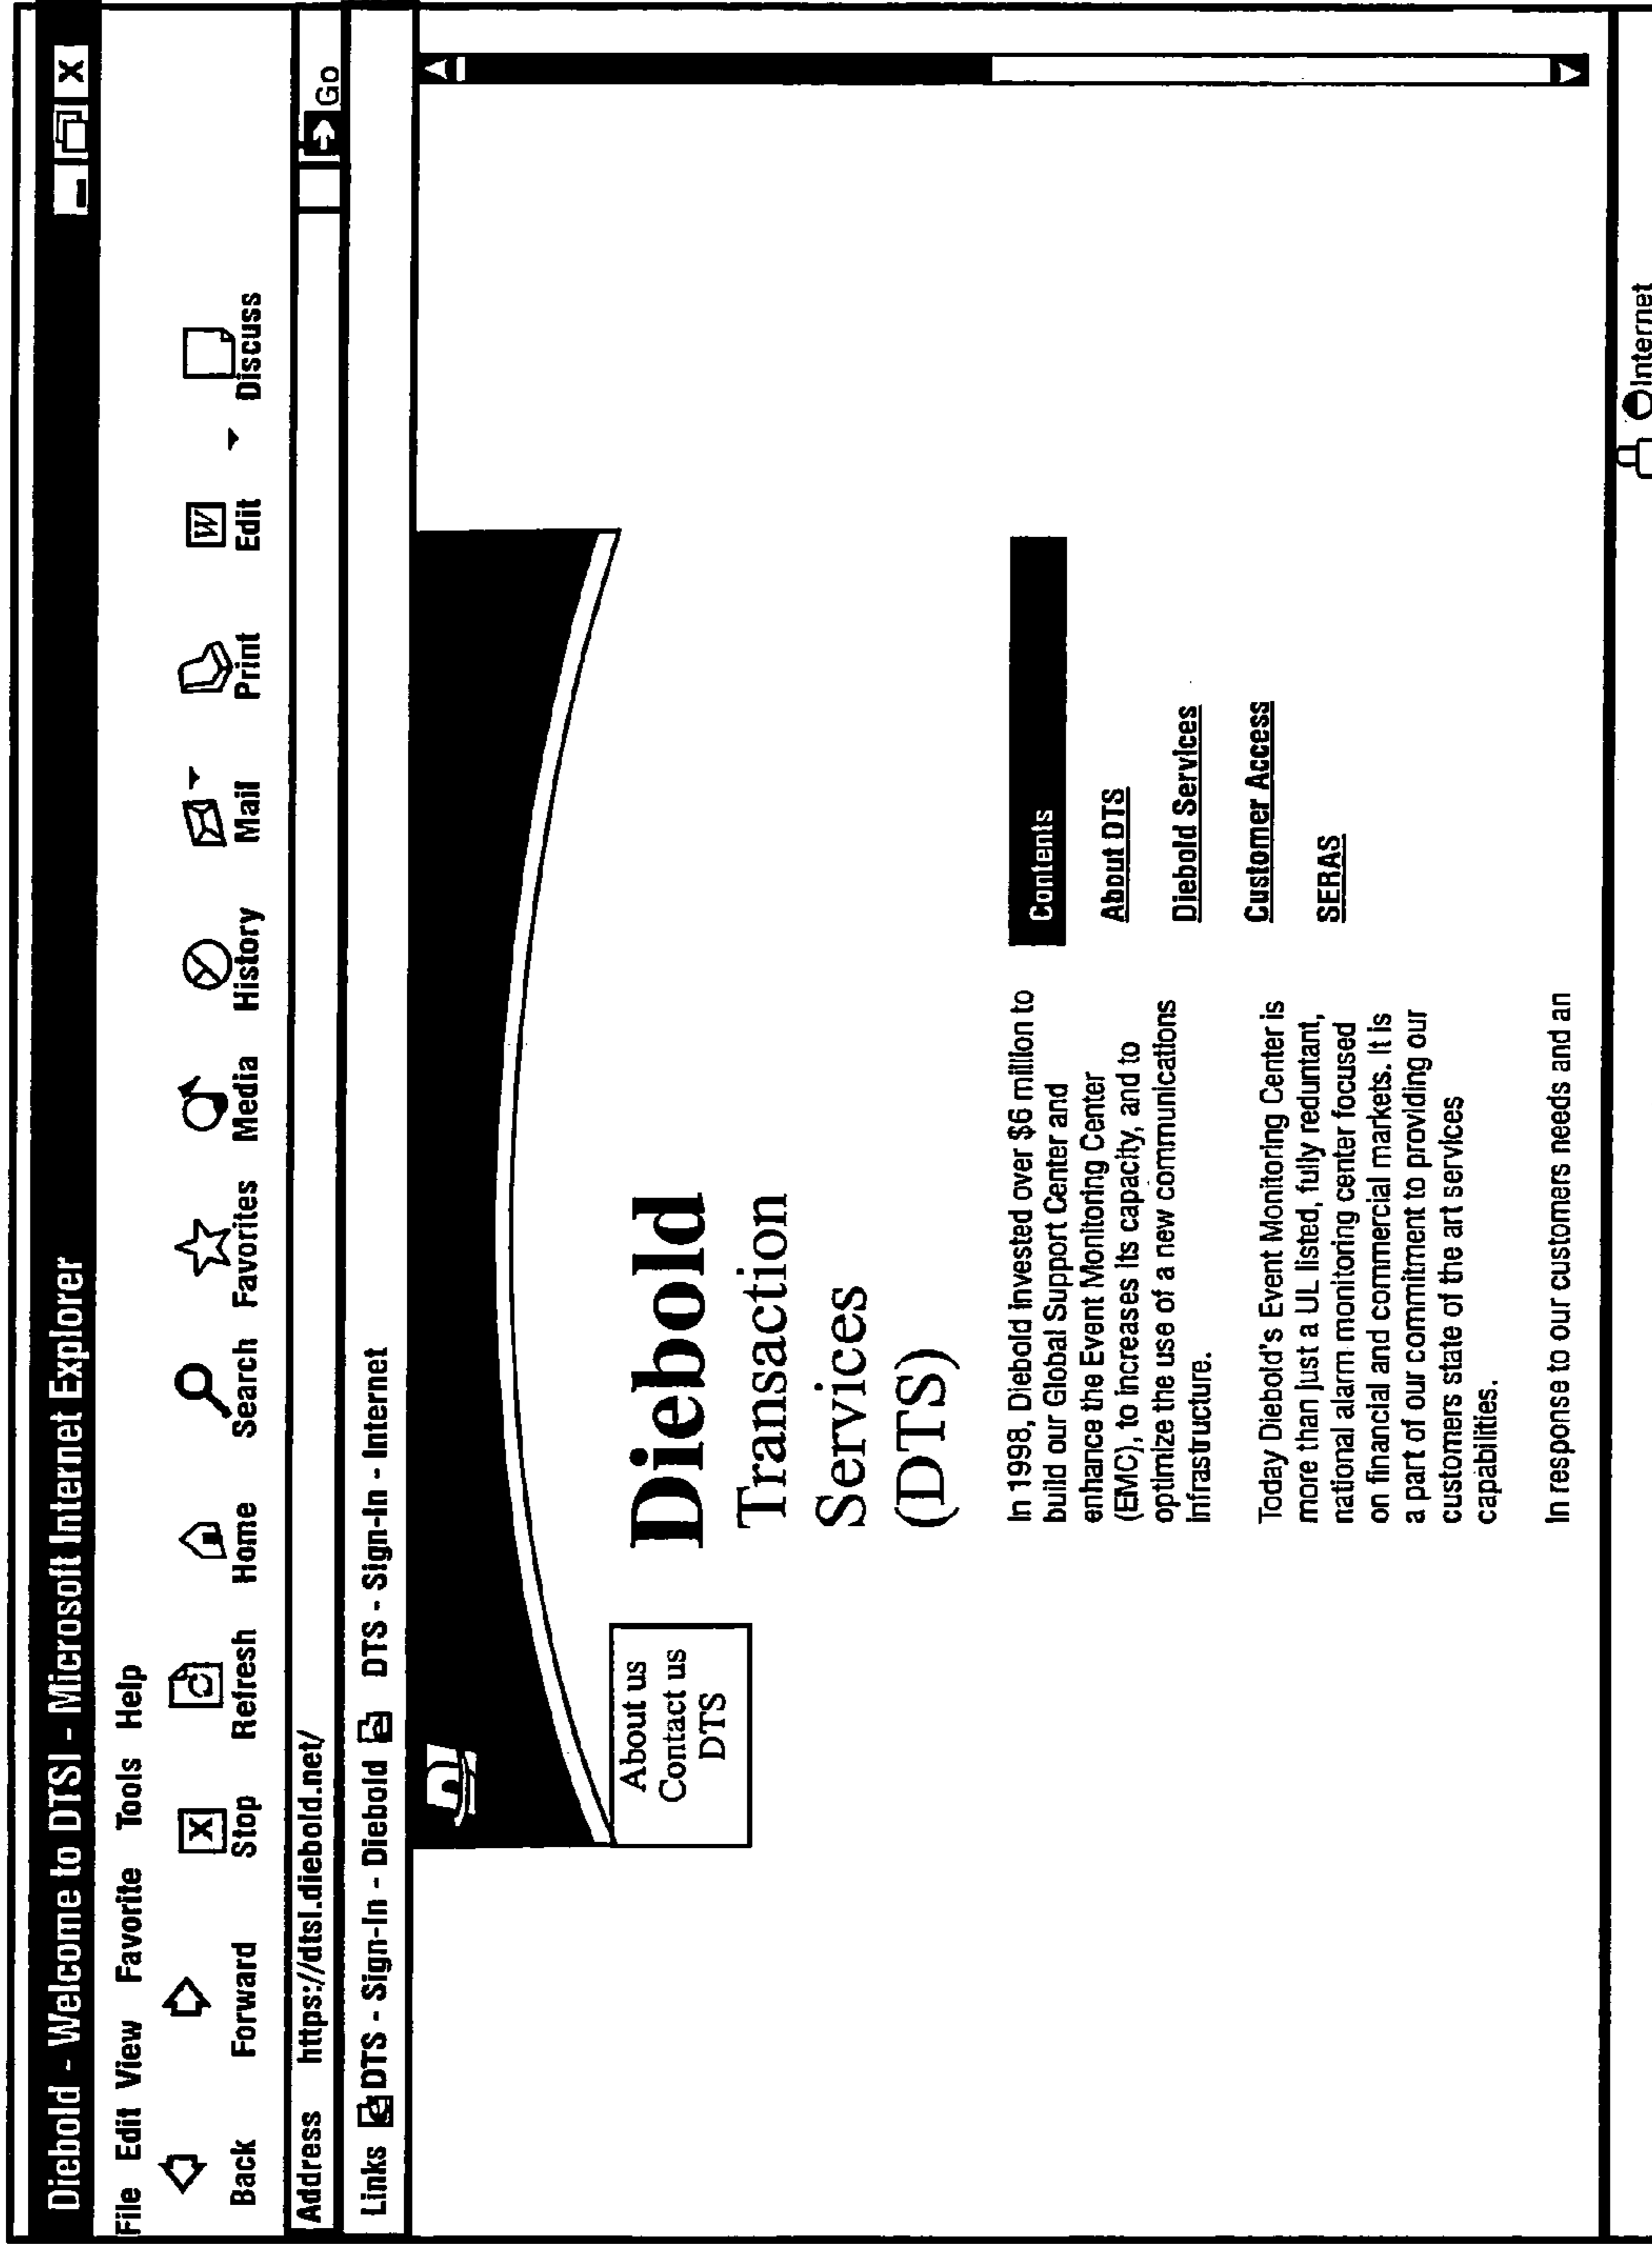 Diebold - Welcome to DTSI - Microsoft Internet Explorer
File Edit View Favorite Tools Help
Back Forward Stop Refresh Home Search Favorites Media History Mail Print Edit Discuss
Address https://dtsl.diebold.net/ Go
Links DTS - Sign-In - Diebold DTS - Sign-In - Internet
About us
Contact us
DTS
Diebold
Transaction
Services
(DTS)
In 1998, Diebold invested over $6 million to
build our Global Support Center and
enhance the Event Monitoring Center
(EMC), to increases its capacity, and to
optimize the use of a new communications
infrastructure.
Today Diebold's Event Monitoring Center is
more than just a UL listed, fully reduntant,
national alarm monitoring center focused
on financial and commercial markets. It is
a part of our commitment to providing our
customers state of the art services
capabilities.
In response to our customers needs and an
Contents
About DTS
Diebold Services
Customer Access
SERAS
Internet